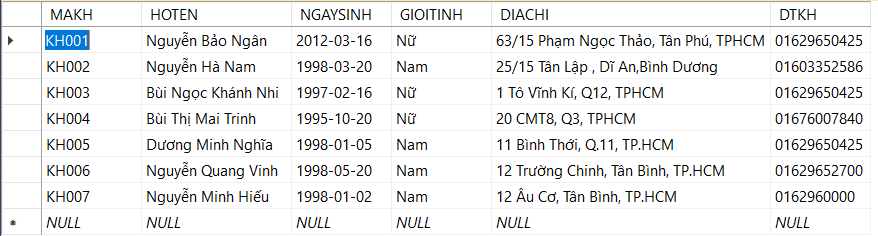 MAKH HOTEN NGAYSINH GIOITINH DIACHI DTKH
KH001 Nguyễn Bảo Ngân 2012-03-16 Nữ 63/15 Phạm Ngọc Thảo, Tân Phú, TPHCM 01629650425
KH002 Nguyễn Hà Nam 1998-03-20 Nam 25/15 Tân Lập , Dĩ An,Bình Dương 01603352586
KH003 Bùi Ngọc Khánh Nhi 1997-02-16 Nữ 1 Tô Vĩnh Kí, Q12, TPHCM 01629650425
KH004 Bùi Thị Mai Trinh 1995-10-20 Nữ 20 CMT8, Q3, TPHCM 01676007840
KH005 Dương Minh Nghĩa 1998-01-05 Nam 11 Bình Thới, Q.11, TP.HCM 01629650425
KH006 Nguyễn Quang Vinh 1998-05-20 Nam 12 Trường Chinh, Tân Bình, TP.HCM 01629652700
KH007 Nguyễn Minh Hiếu 1998-01-02 Nam 12 Âu Cơ, Tân Bình, TP.HCM 0162960000
NULL NULL NULL NULL NULL NULL